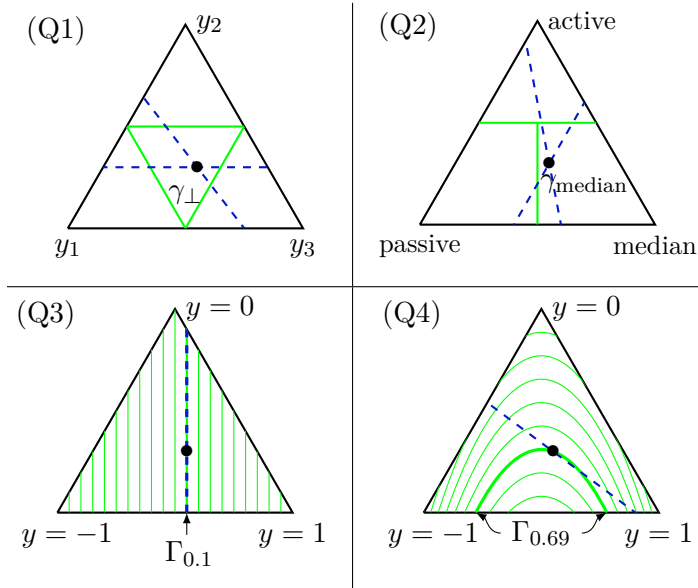 (Q1)
y₂
γ⊥
y₁
y₃
(Q2)
active
γmedian
passive
median
(Q3)
y = 0
y = −1
y = 1
Γ0.1
(Q4)
y = 0
y = −1
y = 1
Γ0.69